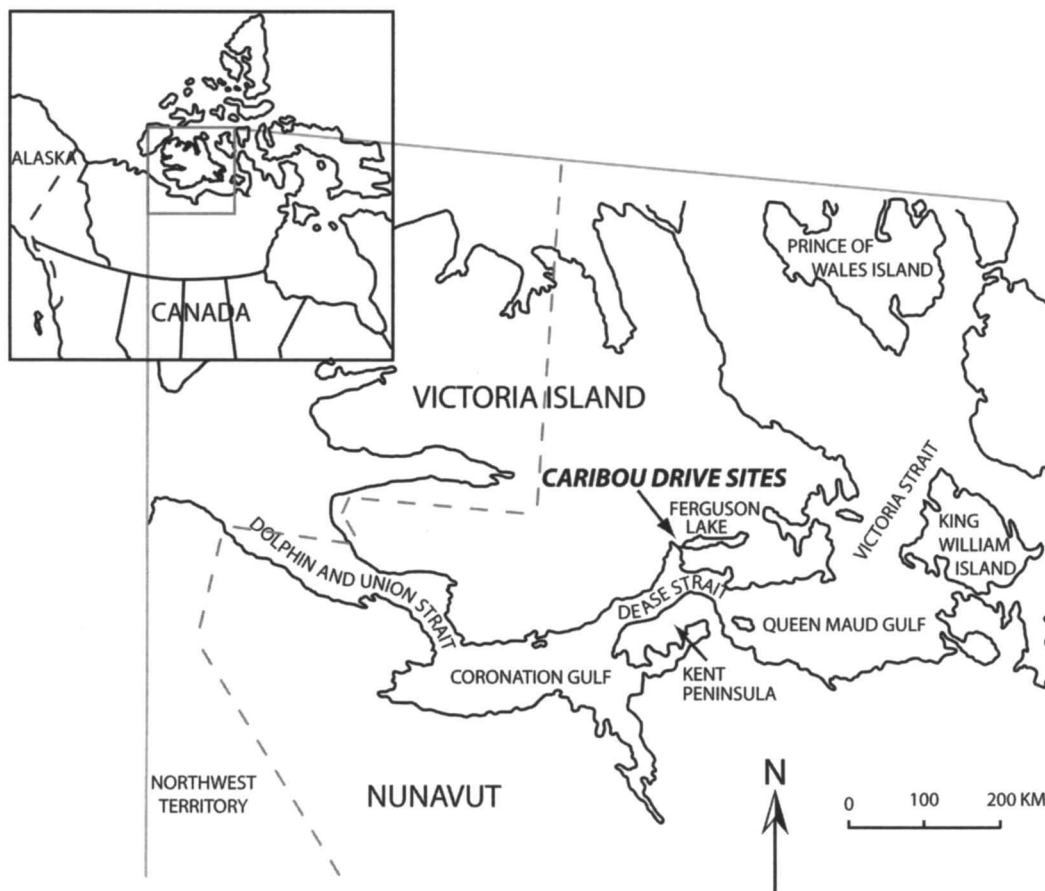 ALASKA
CANADA
PRINCE OF
WALES ISLAND
VICTORIA ISLAND
CARIBOU DRIVE SITES
FERGUSON
LAKE
VICTORIA STRAIT
KING
WILLIAM
ISLAND
DOLPHIN AND UNION STRAIT
DEASE STRAIT
QUEEN MAUD GULF
CORONATION GULF
KENT
PENINSULA
NORTHWEST
TERRITORY
NUNAVUT
N
0 100 200 KM